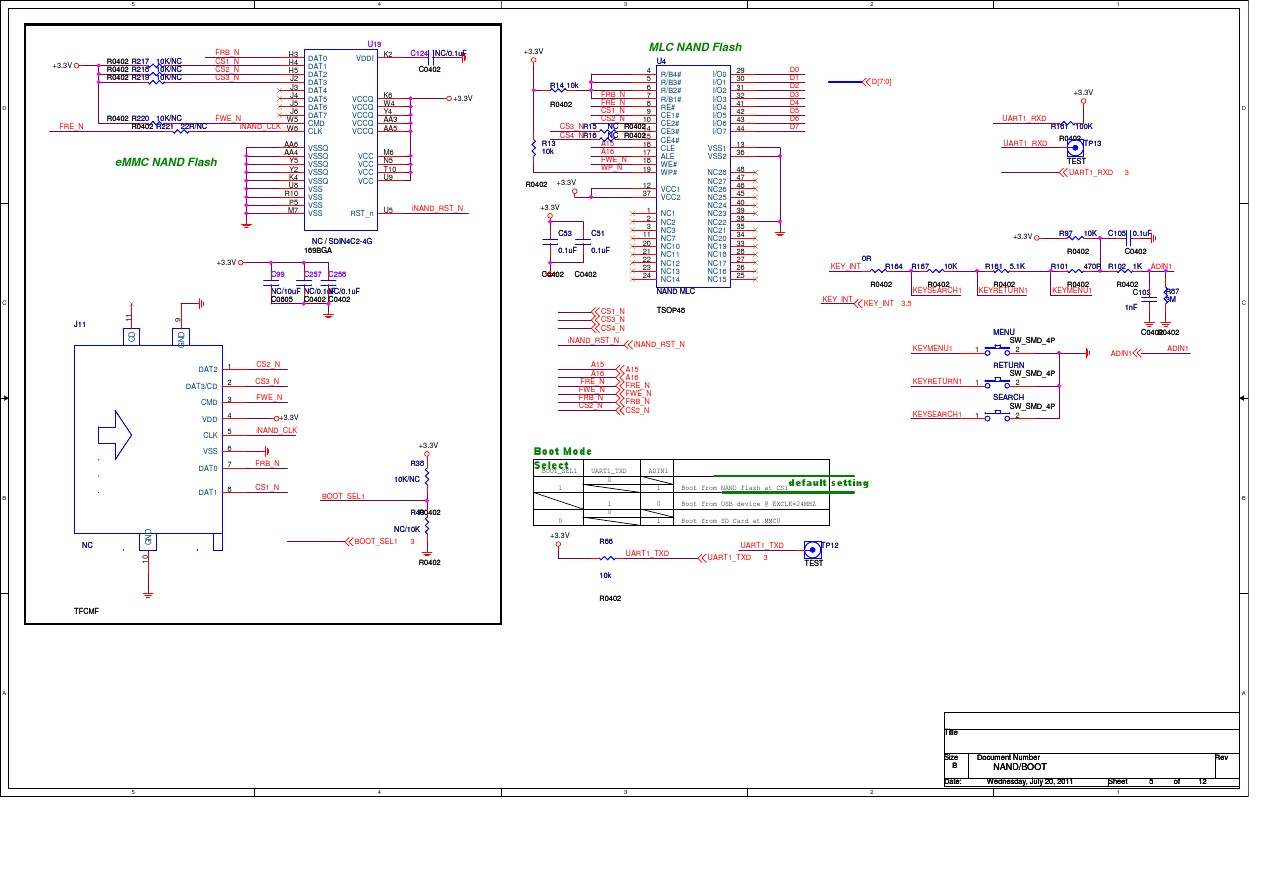 5 4 3 2 1
MLC NAND Flash
U19
FRB_N H3 DAT0 VDDI K2 C124 NC/0.1uF
+3.3V R0402 R217 10K/NC CS1_N H4 DAT1 C0402
R0402 R218 10K/NC CS2_N H5 DAT2
R0402 R219 10K/NC CS3_N J2 DAT3
J3 DAT4
J4 DAT5 VCCQ K6 +3.3V
J5 DAT6 VCCQ W4
J6 DAT7 VCCQ Y4
R0402 R220 10K/NC FWE_N W5 CMD VCCQ AA3
FRE_N R0402 R221 22R/NC iNAND_CLK W6 CLK VCCQ AA5
AA6 VSSQ
AA4 VSSQ VCC M6
Y5 VSSQ VCC N5
Y2 VSSQ VCC T10
K4 VSSQ VCC U9
U8 VSS
R10 VSS
P5 VSS
M7 VSS RST_n U5 iNAND_RST_N
eMMC NAND Flash
NC / SDIN4C2-4G
169BGA
+3.3V
C99 C257 C256
NC/10uF NC/0.1uF NC/0.1uF
C0805 C0402 C0402
J11
11 CD 9 GND
DAT2 1 CS2_N
DAT3/CD 2 CS3_N
CMD 3 FWE_N
VDD 4 +3.3V
CLK 5 iNAND_CLK
VSS 6
DAT0 7 FRB_N
DAT1 8 CS1_N
GND 10
NC
TFCMF
+3.3V
R38
10K/NC
BOOT_SEL1
R0402
NC/10K
BOOT_SEL1 3
R0402
+3.3V
U4
R14 10k
R0402
4 R/B4# I/O0 29 D0
5 R/B3# I/O1 30 D1
6 R/B2# I/O2 31 D2
FRB_N 7 R/B1# I/O3 32 D3
FRE_N 8 RE# I/O4 41 D4
CS1_N 9 CE1# I/O5 42 D5
CS2_N 10 CE2# I/O6 43 D6
CS3_N R15 NC R0402 14 CE3# I/O7 44 D7
CS4_N R16 NC R0402 15 CE4#
A15 16 CLE VSS1 13
A16 17 ALE VSS2 36
FWE_N 18 WE#
WP_N 19 WP# NC28 48
R13
10k
R0402
+3.3V
12 VCC1
37 VCC2
NC27 47
NC26 46
NC25 45
NC24 40
NC23 39
NC22 38
NC21 35
NC20 34
NC19 33
NC18 28
NC17 27
NC16 26
NC15 25
1 NC1
2 NC2
3 NC3
11 NC7
20 NC10
21 NC11
22 NC12
23 NC13
24 NC14
NAND MLC
TSOP48
+3.3V
C53 C51
0.1uF 0.1uF
C0402 C0402
CS1_N
CS3_N
CS4_N
iNAND_RST_N iNAND_RST_N
A15 A15
A16 A16
FRE_N FRE_N
FWE_N FWE_N
FRB_N FRB_N
CS2_N CS2_N
D[7:0]
Boot Mode
Select
BOOT_SEL1 UART1_TXD ADIN1
1 0 1 Boot from NAND flash at CS1 default setting
1 0 Boot from USB device @ EXCLK=24MHZ
0 0 1 Boot from SD Card at MMC0
+3.3V
R66
UART1_TXD UART1_TXD 3
10k
R0402
UART1_TXD TP12
TEST
+3.3V
UART1_RXD
R167 100K
R0402
UART1_RXD TP13
TEST
UART1_RXD 3
+3.3V R97 10K C105 0.1uF
R0402 C0402
0R
KEY_INT R164 R167 10K R161 5.1K R101 470R R102 1K ADIN1
R0402 R0402 R0402 R0402 R0402
KEYSEARCH1 KEYRETURN1 KEYMENU1
KEY_INT KEY_INT 3,5
C103 R67
1nF 3M
C0402 R0402
MENU
SW_SMD_4P
KEYMENU1 1 2
RETURN
SW_SMD_4P
KEYRETURN1 1 2
SEARCH
SW_SMD_4P
KEYSEARCH1 1 2
ADIN1 ADIN1
Title
Size Document Number Rev
B NAND/BOOT
Date: Wednesday, July 20, 2011 Sheet 5 of 12
D D
C C
B B
A A
5 4 3 2 1